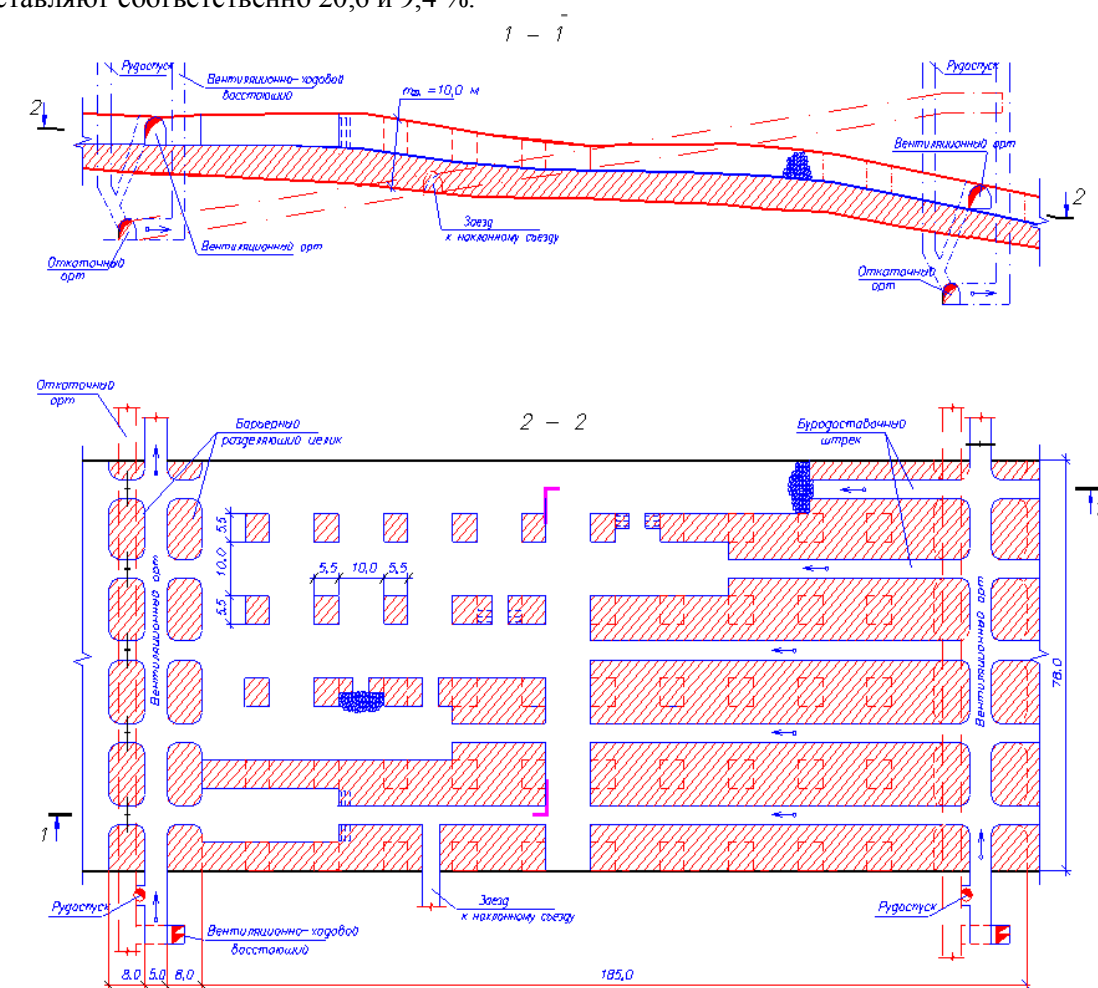 ставляют соответственно 20,6 и 9,4 %.
1 – 1
Рудоспуск
Вентиляционно-ходовой
восстающий
2
mвын. =10,0 м
Рудоспуск
Вентиляционный орт
2
Заезд
к наклонному съезду
Вентиляционный орт
Откаточный
орт
Откаточный
орт
Откаточный
орт
2 – 2
Барьерный
разделяющий целик
Буродоставочный
штрек
5,5
10,0
5,5
5,5
10,0
5,5
Вентиляционный орт
Вентиляционный орт
78.0
1
Рудоспуск
Заезд
к наклонному съезду
Рудоспуск
Вентиляционно-ходовой
восстающий
8.0
5.0
8,0
185,0